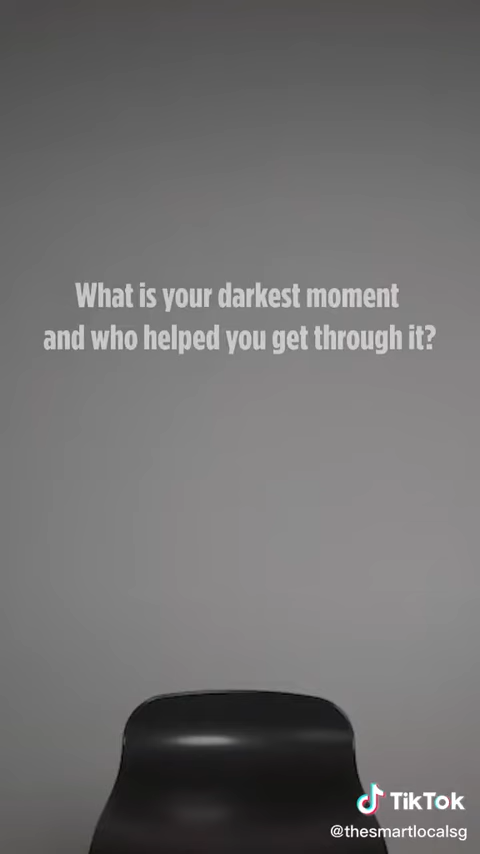 What is your darkest moment
and who helped you get through it?
TikTok
@thesmartlocalsg